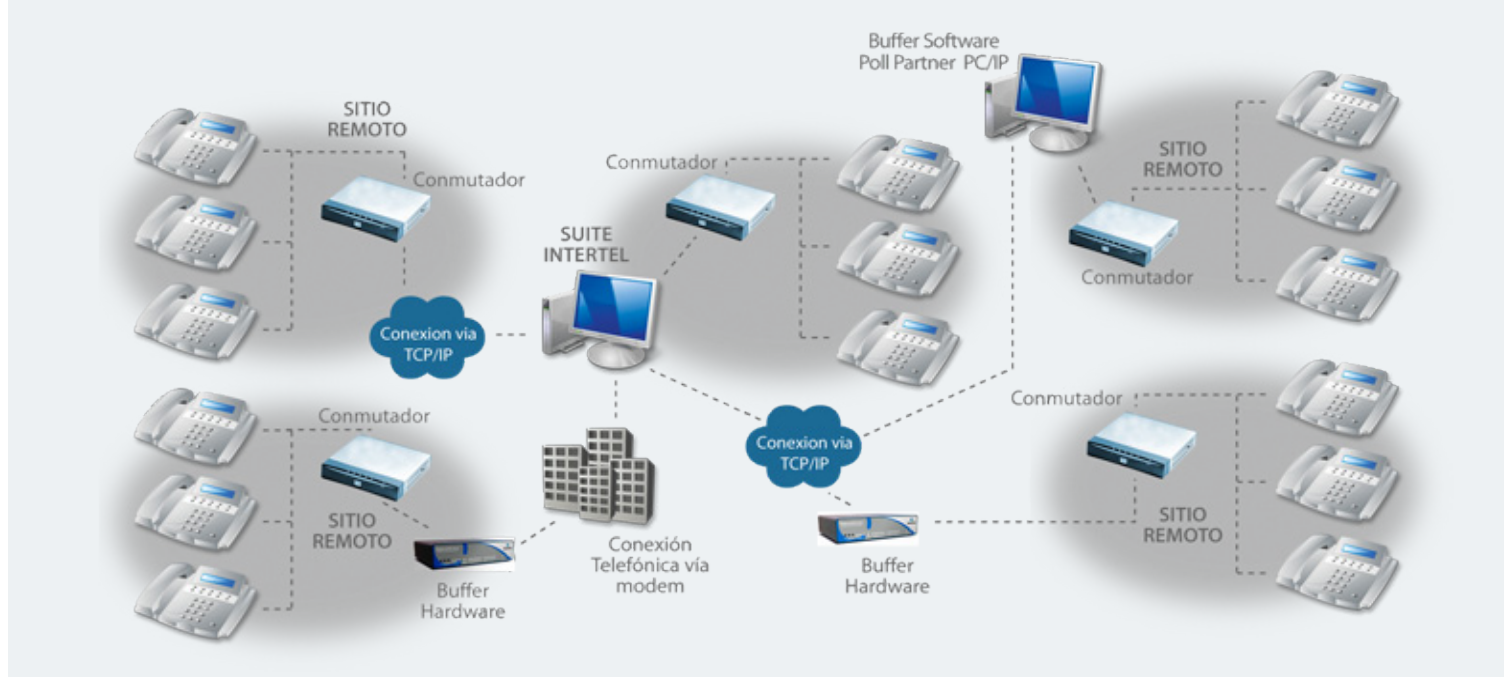 Buffer Software
Poll Partner PC/IP
SITIO
REMOTO
Conmutador
Conexion via
TCP/IP
SUITE
INTERTEL
Conmutador
SITIO
REMOTO
Conmutador
Conmutador
SITIO
REMOTO
Buffer
Hardware
Conexión
Telefónica vía
modem
Conexion via
TCP/IP
Buffer
Hardware
Conmutador
SITIO
REMOTO